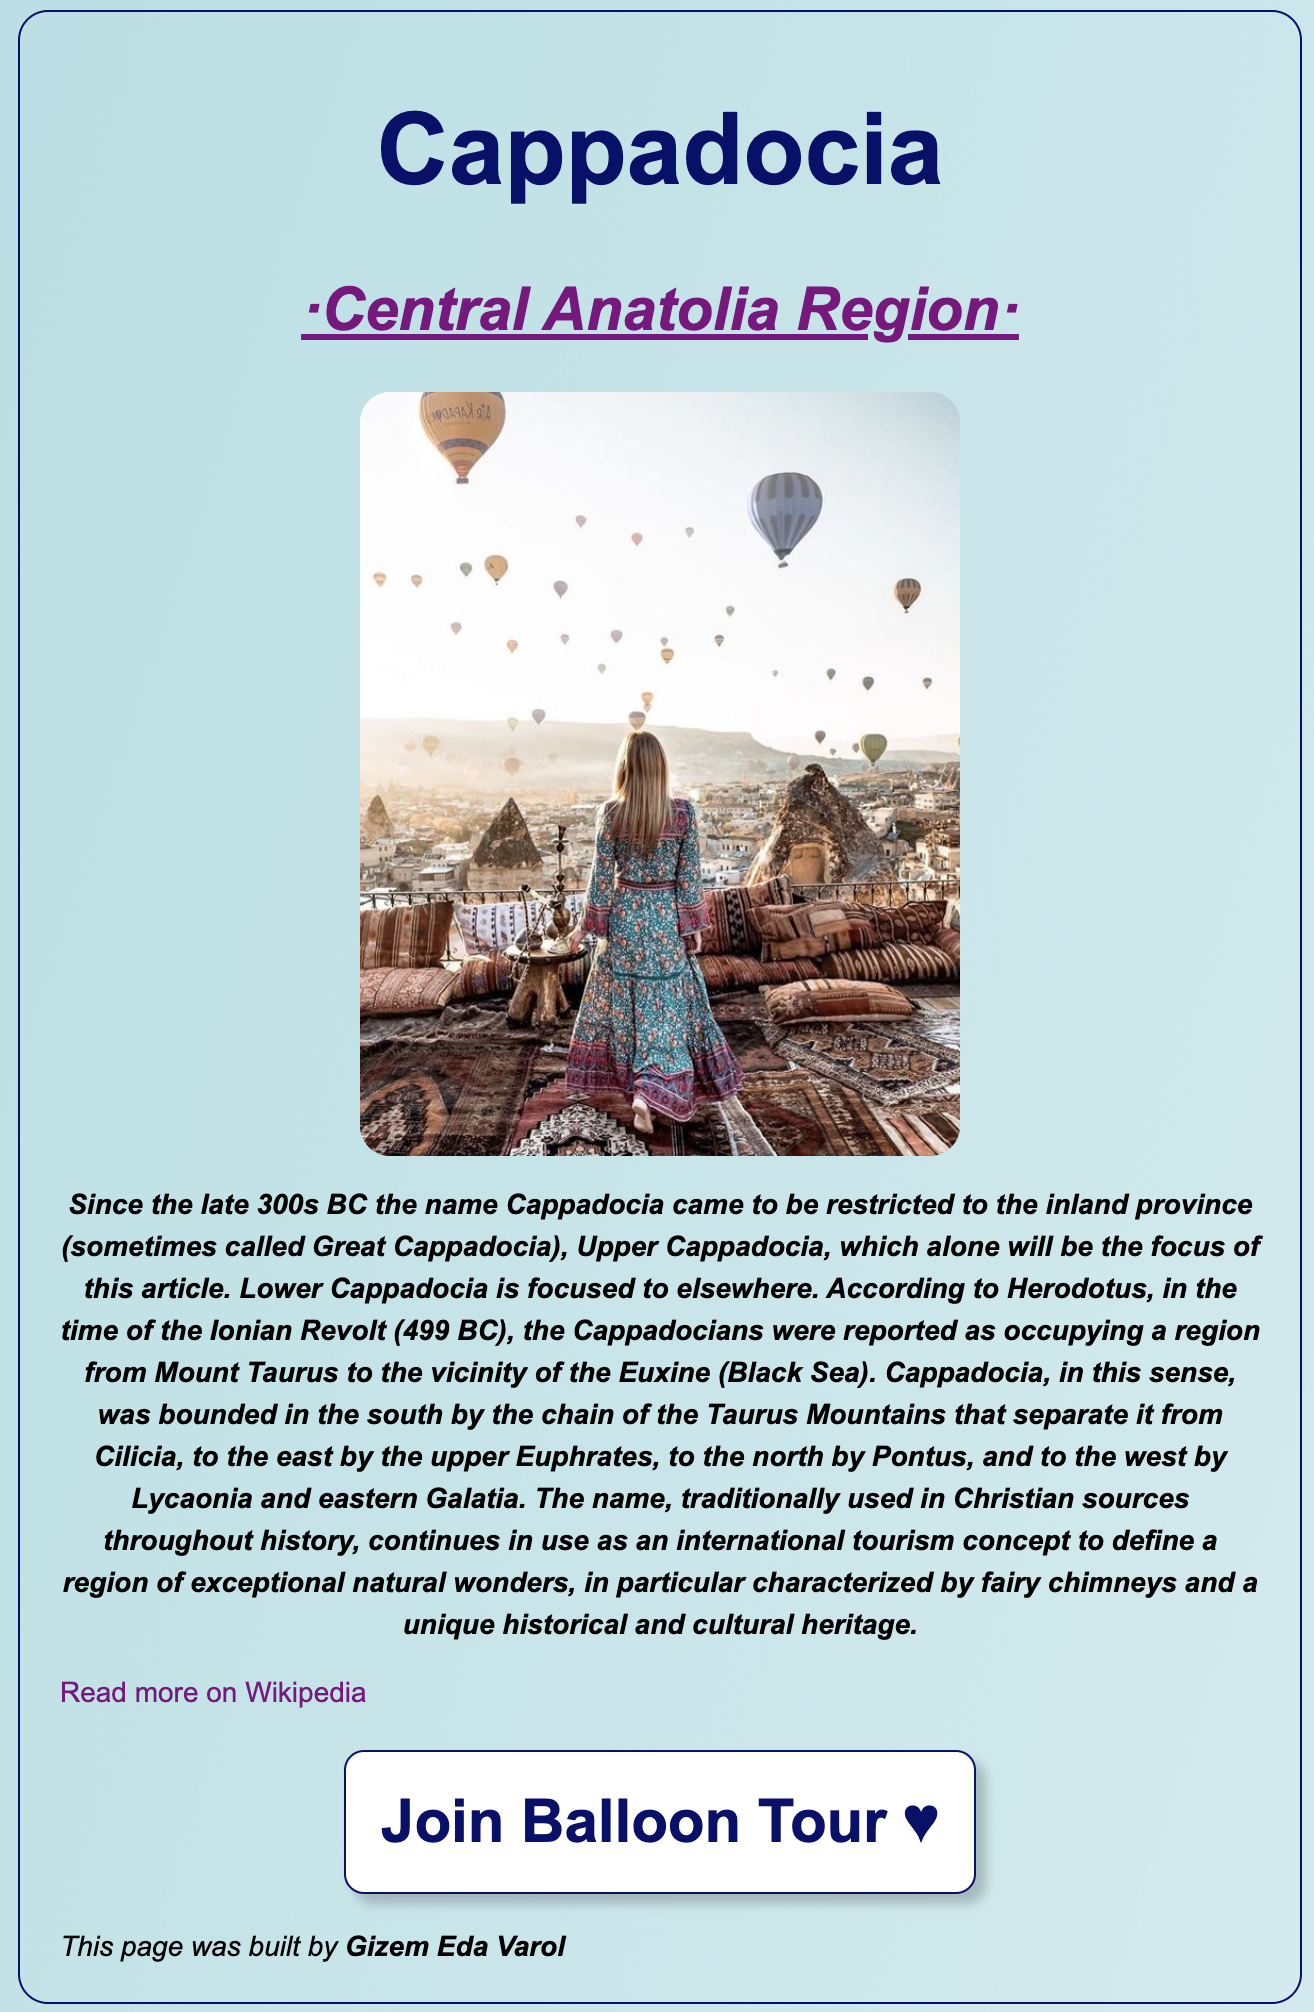 Cappadocia
·Central Anatolia Region·
Since the late 300s BC the name Cappadocia came to be restricted to the inland province
(sometimes called Great Cappadocia), Upper Cappadocia, which alone will be the focus of
this article. Lower Cappadocia is focused to elsewhere. According to Herodotus, in the
time of the Ionian Revolt (499 BC), the Cappadocians were reported as occupying a region
from Mount Taurus to the vicinity of the Euxine (Black Sea). Cappadocia, in this sense,
was bounded in the south by the chain of the Taurus Mountains that separate it from
Cilicia, to the east by the upper Euphrates, to the north by Pontus, and to the west by
Lycaonia and eastern Galatia. The name, traditionally used in Christian sources
throughout history, continues in use as an international tourism concept to define a
region of exceptional natural wonders, in particular characterized by fairy chimneys and a
unique historical and cultural heritage.
Read more on Wikipedia
Join Balloon Tour ♥
This page was built by Gizem Eda Varol